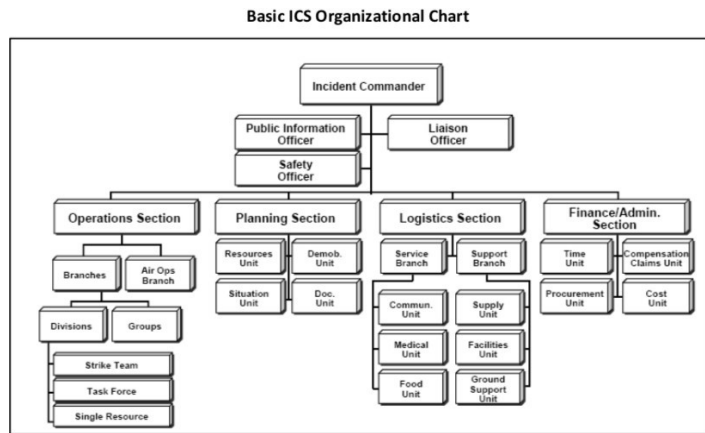 Basic ICS Organizational Chart
Incident Commander
Public Information
Officer
Liaison
Officer
Safety
Officer
Operations Section
Planning Section
Logistics Section
Finance/Admin.
Section
Branches
Air Ops
Branch
Divisions
Groups
Strike Team
Task Force
Single Resource
Resources
Unit
Demob.
Unit
Situation
Unit
Doc.
Unit
Service
Branch
Support
Branch
Commun.
Unit
Supply
Unit
Medical
Unit
Facilities
Unit
Food
Unit
Ground
Support
Unit
Time
Unit
Compensation
Claims Unit
Procurement
Unit
Cost
Unit